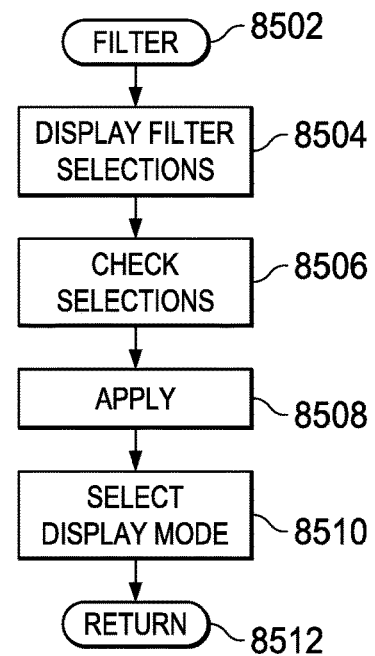 FILTER 8502
DISPLAY FILTER
SELECTIONS
8504
CHECK
SELECTIONS
8506
APPLY
8508
SELECT
DISPLAY MODE
8510
RETURN
8512